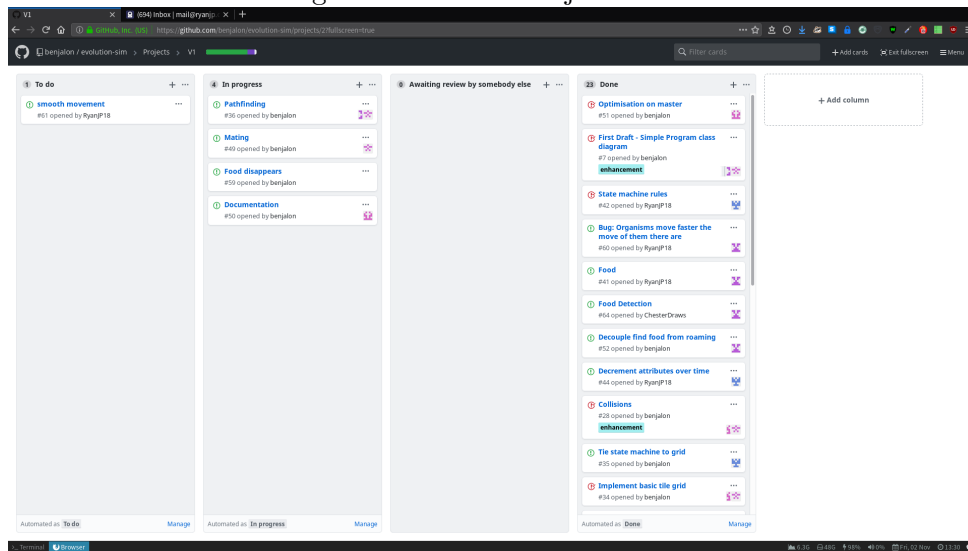 V1
(694) Inbox | mail@ryanjp
GitHub, Inc. (US)
https://github.com/benjalon/evolution-sim/projects/2?fullscreen=true
benjalon / evolution-sim > Projects > V1
Filter cards
+ Add cards
Exit fullscreen
Menu
1 To do
smooth movement
#61 opened by RyanJP18
Automated as To do
Manage
4 In progress
Pathfinding
#36 opened by benjalon
Mating
#49 opened by benjalon
Food disappears
#59 opened by benjalon
Documentation
#50 opened by benjalon
Automated as In progress
Manage
0 Awaiting review by somebody else
23 Done
Optimisation on master
#51 opened by benjalon
First Draft - Simple Program class
diagram
#7 opened by benjalon
enhancement
State machine rules
#42 opened by RyanJP18
Bug: Organisms move faster the
move of them there are
#60 opened by RyanJP18
Food
#41 opened by RyanJP18
Food Detection
#64 opened by ChesterDraws
Decouple find food from roaming
#52 opened by benjalon
Decrement attributes over time
#44 opened by RyanJP18
Collisions
#28 opened by benjalon
enhancement
Tie state machine to grid
#35 opened by benjalon
Implement basic tile grid
#34 opened by benjalon
Automated as Done
Manage
+ Add column
Terminal
Browser
6.3G
48G
98%
0%
Fri, 02 Nov
13:30